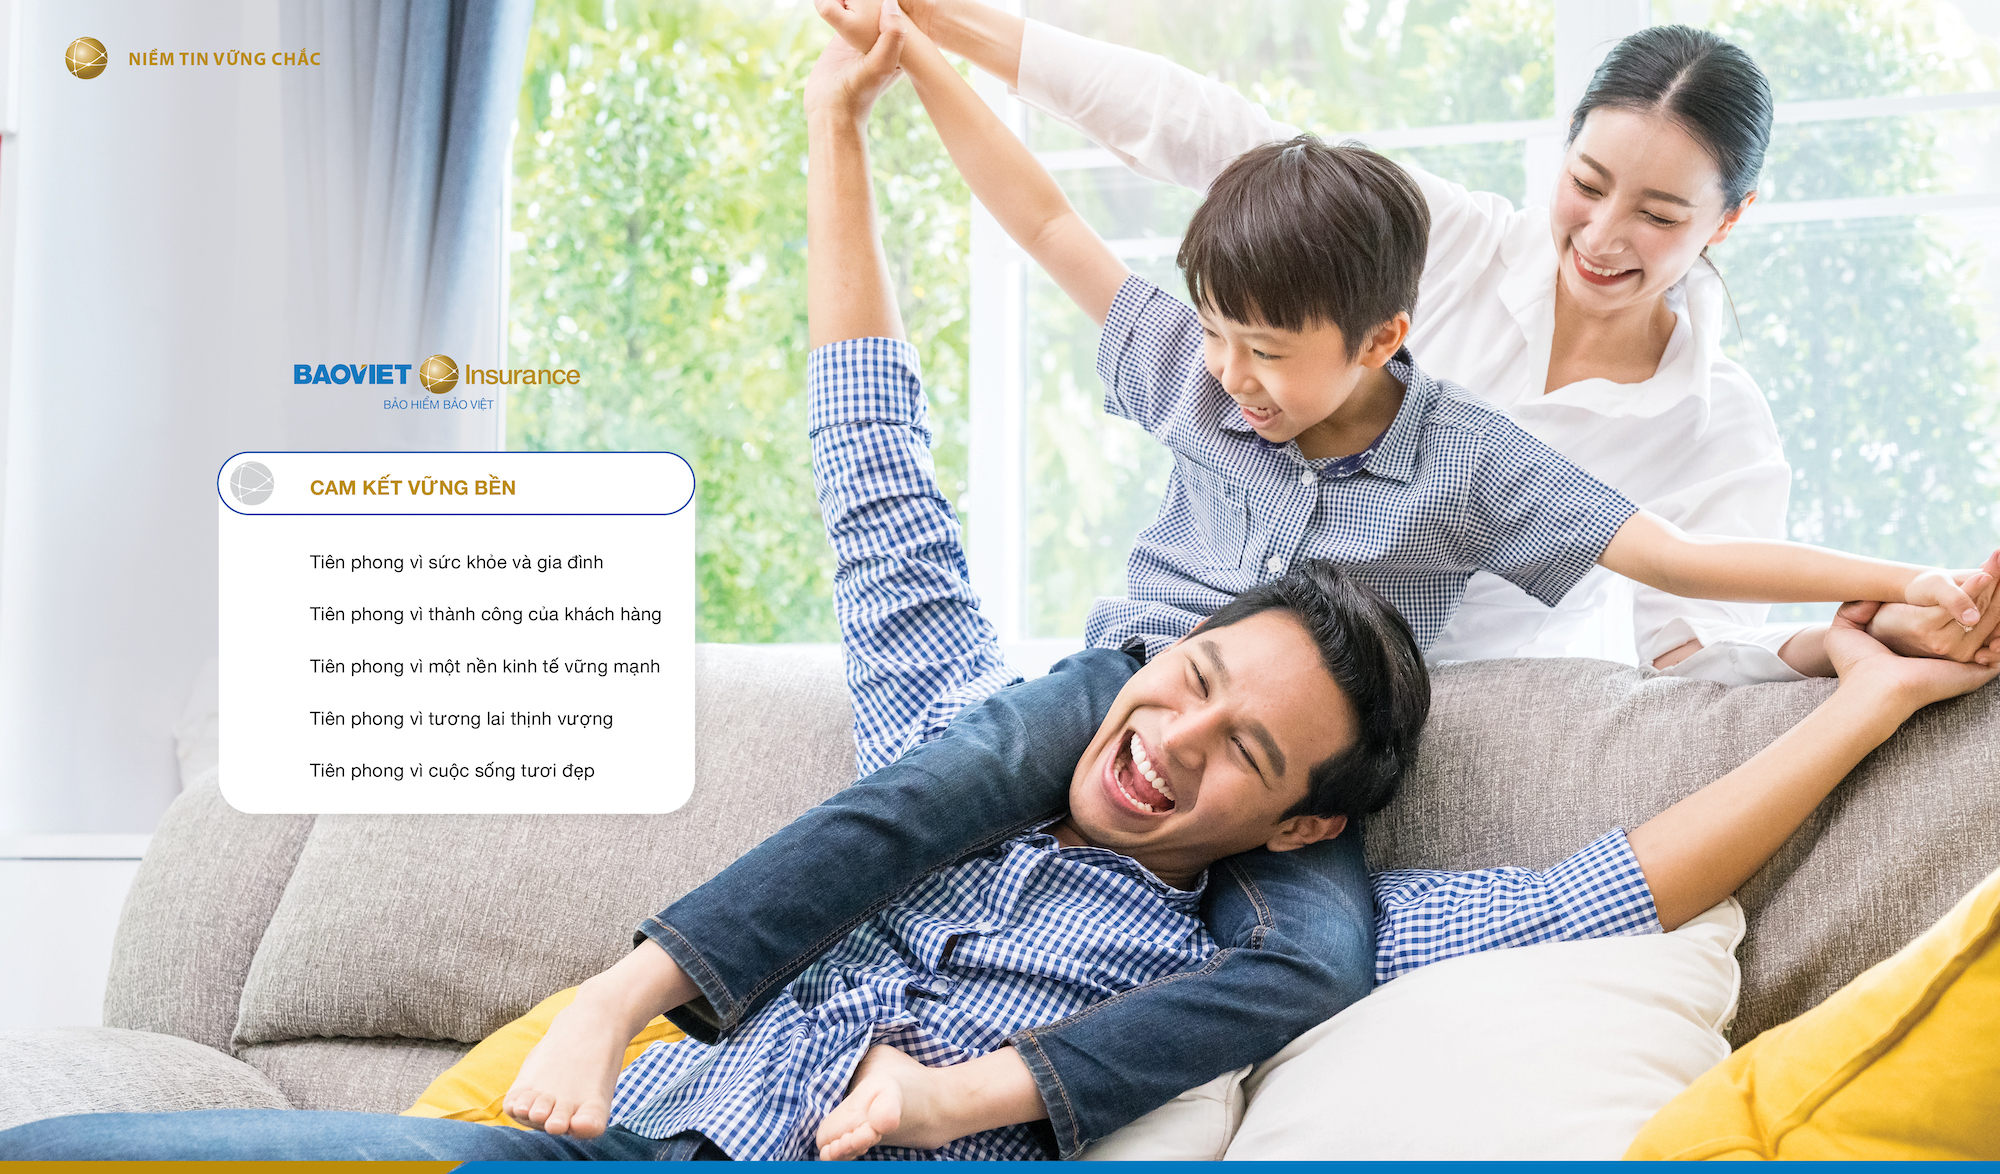 NIỀM TIN VỮNG CHẮC
BAOVIET Insurance
BẢO HIỂM BẢO VIỆT
CAM KẾT VỮNG BỀN
Tiên phong vì sức khỏe và gia đình
Tiên phong vì thành công của khách hàng
Tiên phong vì một nền kinh tế vững mạnh
Tiên phong vì tương lai thịnh vượng
Tiên phong vì cuộc sống tươi đẹp